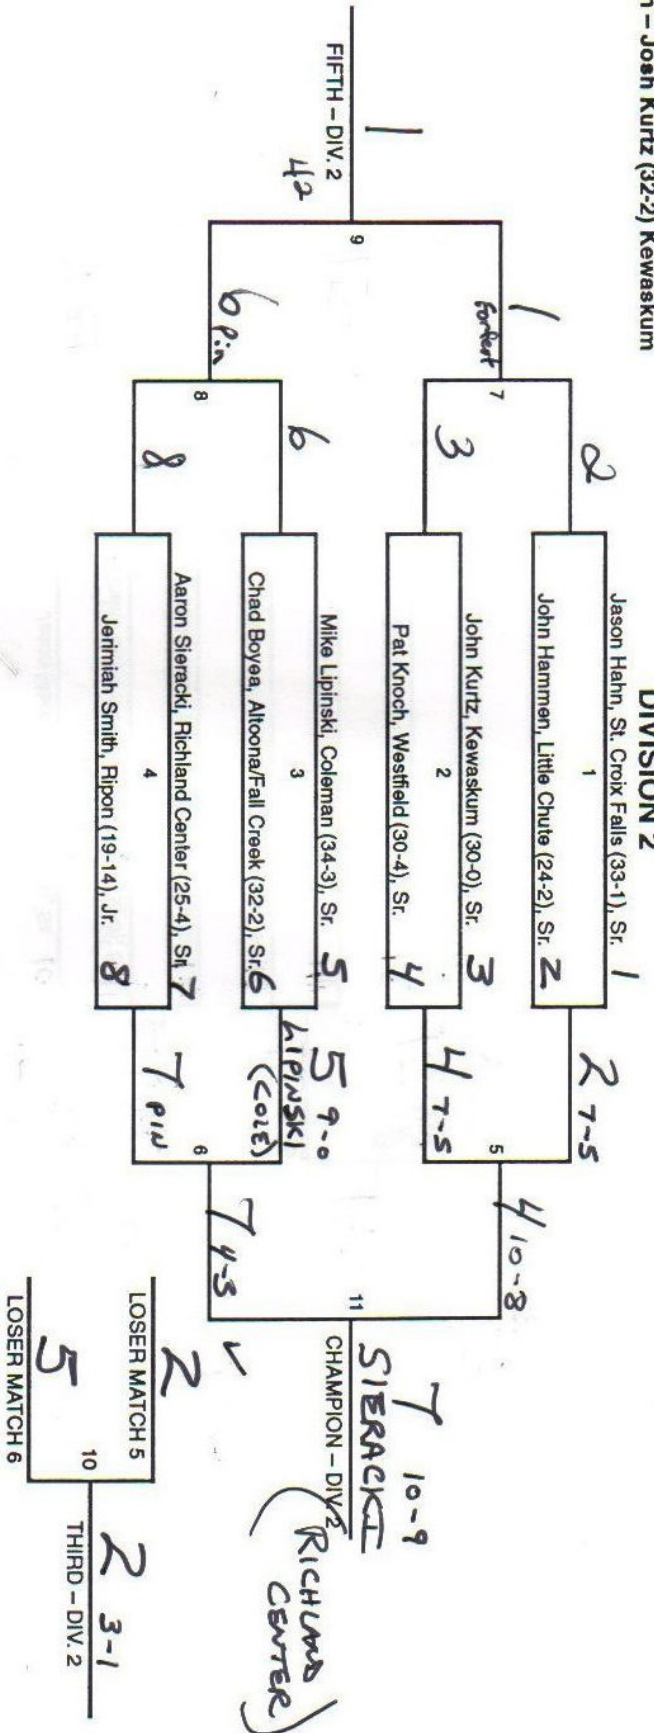 – Josh Kurtz (32-2) Kewaskum
DIVISION 2
Jason Hahn, St. Croix Falls (33-1), Sr. 1
2
1
2 7-5
John Hammen, Little Chute (24-2), Sr. 2
1
Forfeit
7
5
4 10-8
John Kurtz, Kewaskum (30-0), Sr. 3
3
2
4 7-5
Pat Knoch, Westfield (30-4), Sr. 4
1
FIFTH – DIV. 2
42
9
11
7 10-9
SIERACKI
CHAMPION – DIV. 2
(RICHLAND
CENTER)
Mike Lipinski, Coleman (34-3), Sr. 5
6
3
5 9-0
LIPINSKI
(COLE)
Chad Boyea, Altoona/Fall Creek (32-2), Sr. 6
6 Pin
8
6
7 4-3
Aaron Sieracki, Richland Center (25-4), Sr. 7
8
4
7 PIN
Jerimiah Smith, Ripon (19-14), Jr. 8
2
LOSER MATCH 5
10
2 3-1
THIRD – DIV. 2
5
LOSER MATCH 6